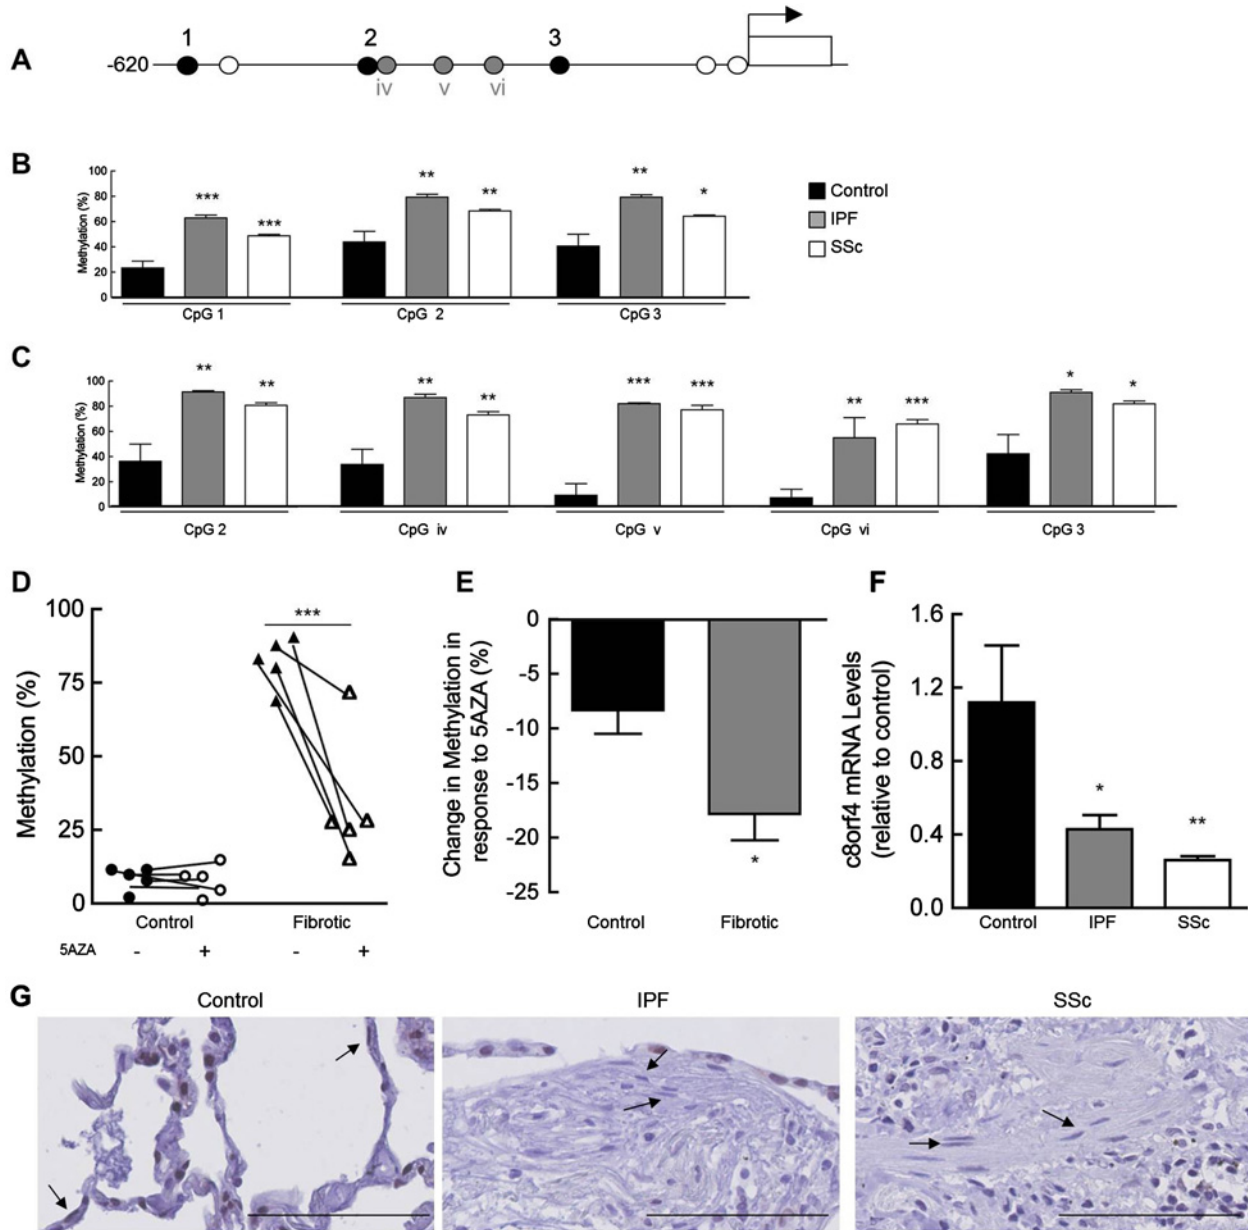 A
1 2 3
-620
iv v vi
B
Methylation (%)
100
80
60
40
20
0
*** *** ** ** ** *
CpG 1 CpG 2 CpG 3
Control
IPF
SSc
C
Methylation (%)
100
80
60
40
20
0
** ** ** ** *** *** ** *** * *
CpG 2 CpG iv CpG v CpG vi CpG 3
D
Methylation (%)
100
75
50
25
0
***
Control Fibrotic
5AZA - + - +
E
Change in Methylation in
response to 5AZA (%)
0
-5
-10
-15
-20
-25
*
Control Fibrotic
F
c8orf4 mRNA Levels
(relative to control)
1.6
1.2
0.8
0.4
0.0
* **
Control IPF SSc
G
Control IPF SSc